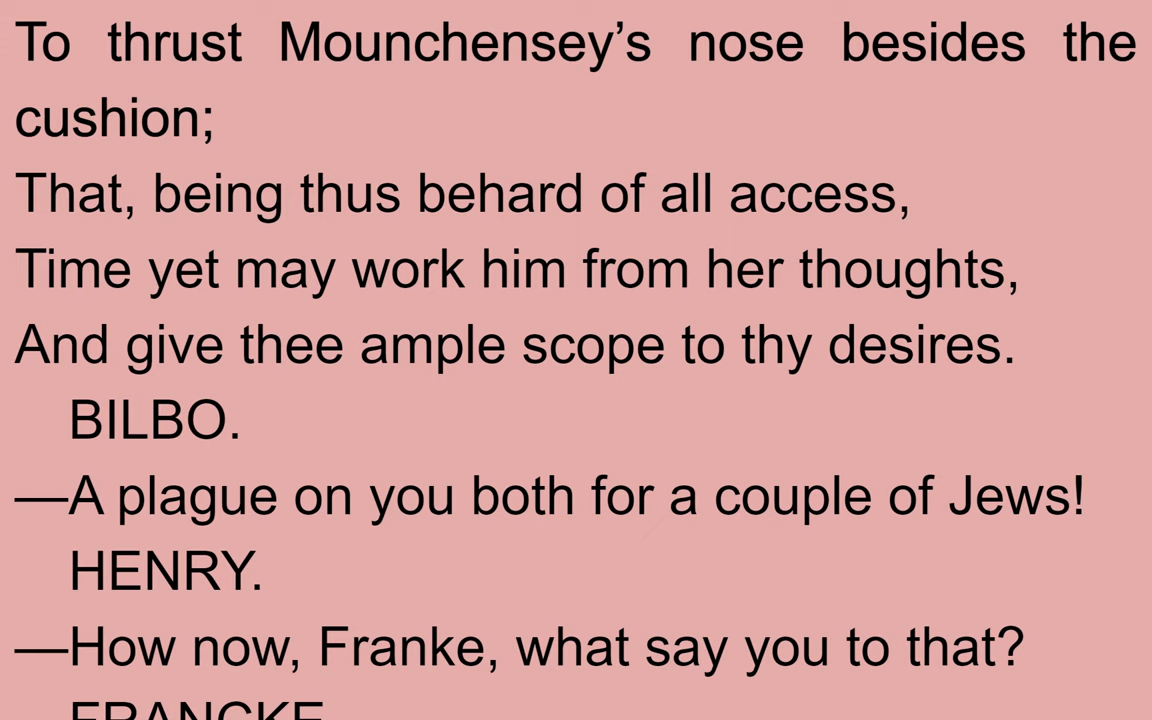 To thrust Mounchensey’s nose besides the
cushion;
That, being thus behard of all access,
Time yet may work him from her thoughts,
And give thee ample scope to thy desires.
BILBO.
—A plague on you both for a couple of Jews!
HENRY.
—How now, Franke, what say you to that?
FRANCKE